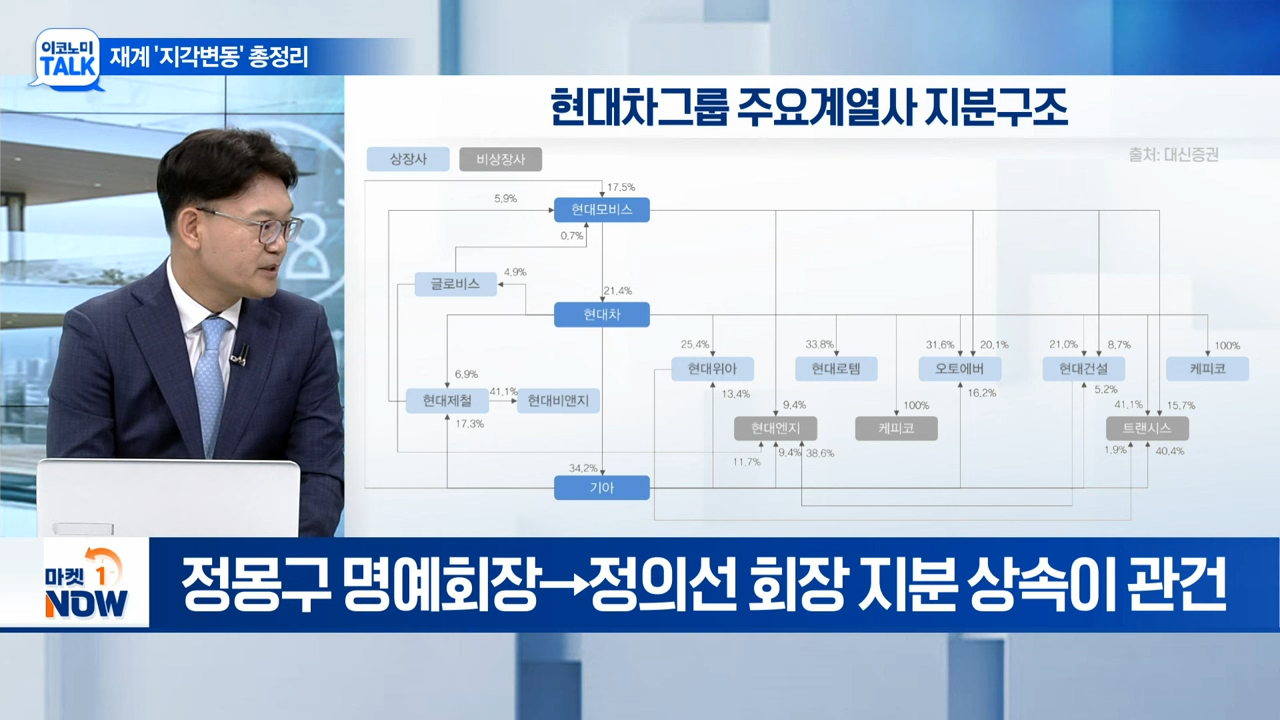 이코노미
TALK
재계 '지각변동' 총정리
현대차그룹 주요계열사 지분구조
상장사
비상장사
출처: 대신증권
17.5%
5.9%
현대모비스
0.7%
글로비스
4.9%
21.4%
현대차
25.4%
33.8%
31.6%
20.1%
21.0%
8.7%
100%
현대위아
현대로템
오토에버
현대건설
케피코
6.9%
13.4%
16.2%
5.2%
현대제철
41.1%
현대비앤지
9.4%
100%
41.1%
15.7%
17.3%
현대엔지
케피코
트랜시스
11.7%
9.4%
38.6%
1.9%
40.4%
34.2%
기아
마켓 1
NOW
정몽구 명예회장→정의선 회장 지분 상속이 관건